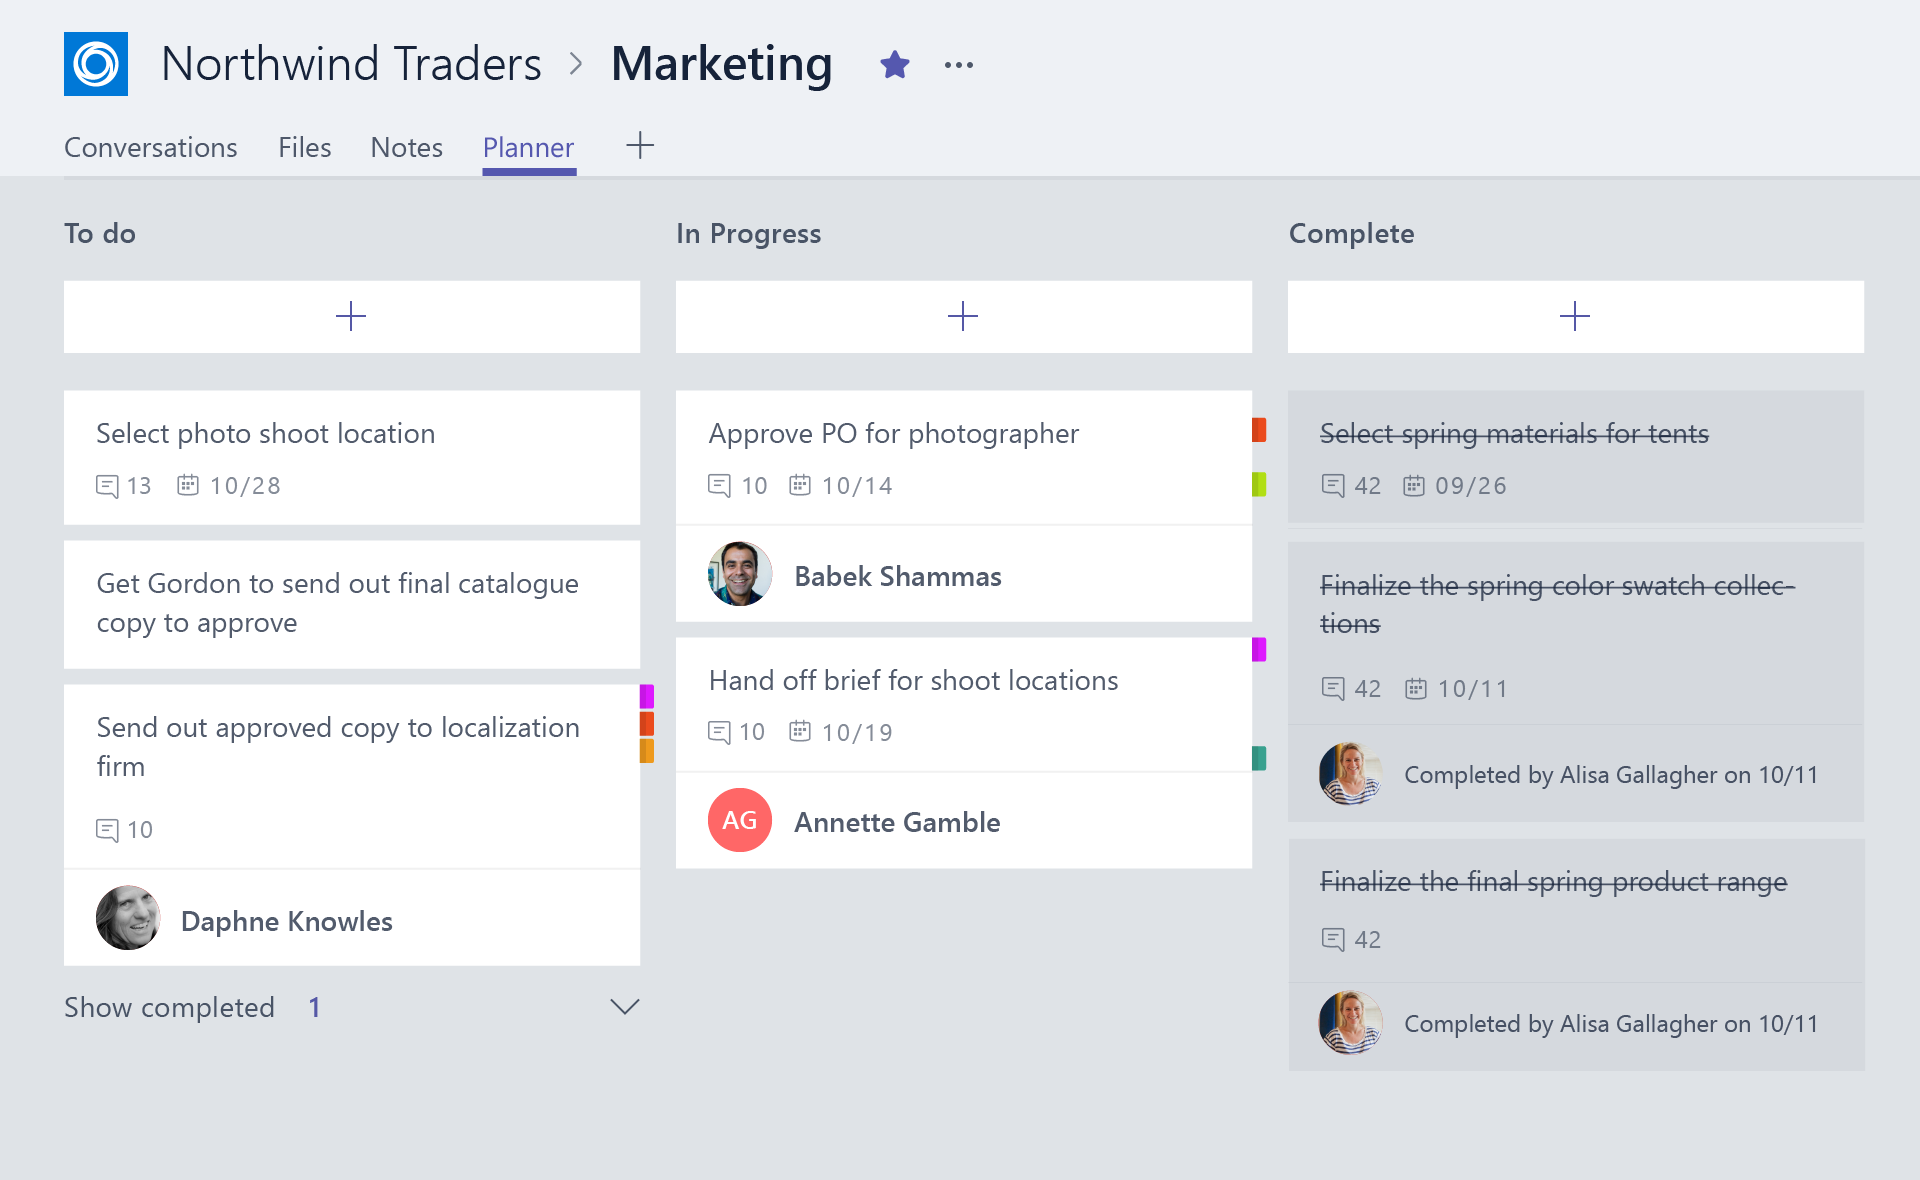 Northwind Traders > Marketing
Conversations Files Notes Planner
To do
Select photo shoot location
13 10/28
Get Gordon to send out final catalogue
copy to approve
Send out approved copy to localization
firm
10
Daphne Knowles
Show completed 1
In Progress
Approve PO for photographer
10 10/14
Babek Shammas
Hand off brief for shoot locations
10 10/19
AG Annette Gamble
Complete
Select spring materials for tents
42 09/26
Finalize the spring color swatch collec-
tions
42 10/11
Completed by Alisa Gallagher on 10/11
Finalize the final spring product range
42
Completed by Alisa Gallagher on 10/11